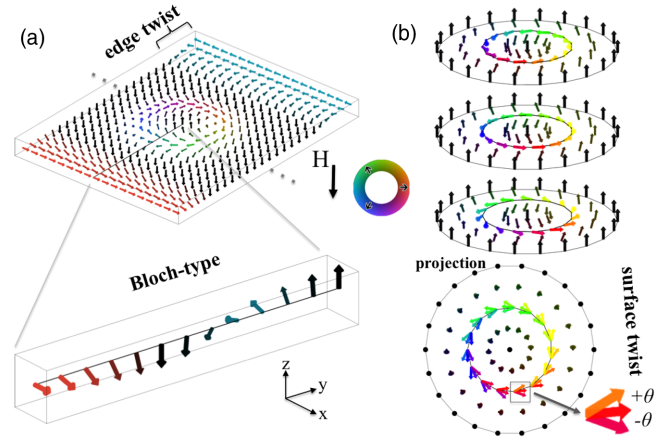 (a)
edge twist
H
Bloch-type
z
y
x
(b)
projection
surface twist
+θ
-θ